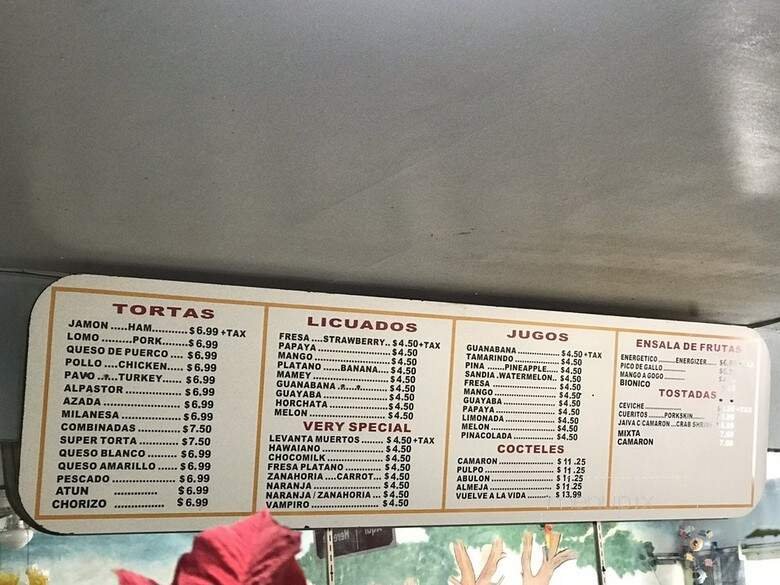 TORTAS
JAMON .....HAM........... $6.99 +TAX
LOMO ..........PORK........ $6.99
QUESO DE PUERCO .... $6.99
POLLO ....CHICKEN..... $6.99
PAVO ......TURKEY...... $6.99
ALPASTOR ................... $6.99
AZADA ......................... $6.99
MILANESA .................... $6.99
COMBINADAS .............. $7.50
SUPER TORTA .............. $7.50
QUESO BLANCO .......... $6.99
QUESO AMARILLO ...... $6.99
PESCADO ..................... $6.99
ATUN .............. $6.99
CHORIZO .............. $6.99
LICUADOS
FRESA ....STRAWBERRY.. $4.50+TAX
PAPAYA ........................ $4.50
MANGO ......................... $4.50
PLATANO ......BANANA.... $4.50
MAMEY .......................... $4.50
GUANABANA ................. $4.50
GUAYABA ...................... $4.50
HORCHATA .................... $4.50
MELON .......................... $4.50
VERY SPECIAL
LEVANTA MUERTOS ....... $4.50 +TAX
HAWAIANO .................... $4.50
CHOCOMILK .................. $4.50
FRESA PLATANO ........... $4.50
ZANAHORIA ....CARROT... $4.50
NARANJA ...................... $4.50
NARANJA / ZANAHORIA ... $4.50
VAMPIRO ....................... $4.50
JUGOS
GUANABANA ................ $4.50 +TAX
TAMARINDO .................. $4.50
PINA ......PINEAPPLE..... $4.50
SANDIA .WATERMELON.. $4.50
FRESA .......................... $4.50
MANGO ......................... $4.50
GUAYABA ...................... $4.50
PAPAYA ........................ $4.50
LIMONADA .................... $4.50
MELON .......................... $4.50
PINACOLADA ................ $4.50
COCTELES
CAMARON .................... $11.25
PULPO .......................... $11.25
ABULON ....................... $11.25
ALMEJA ........................ $11.25
VUELVE A LA VIDA ......... $13.99
ENSALA DE FRUTAS
ENERGETICO ........ENERGIZER....
PICO DE GALLO ........
MANGO A GOGO ........
BIONICO
TOSTADAS
CEVICHE ....................
CUERITOS ......PORKSKIN......
JAIVA C/CAMARON ...CRAB
MIXTA
CAMARON